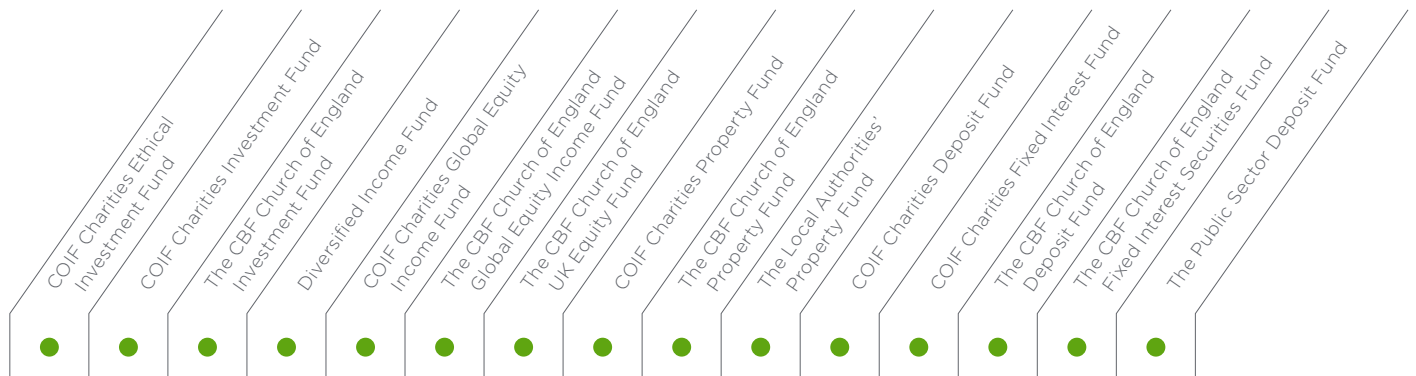 COIF Charities Ethical
Investment Fund
COIF Charities Investment Fund
The CBF Church of England
Investment Fund
Diversified Income Fund
COIF Charities Global Equity
Income Fund
The CBF Church of England
Global Equity Income Fund
The CBF Church of England
UK Equity Fund
COIF Charities Property Fund
The CBF Church of England
Property Fund
The Local Authorities’
Property Fund
COIF Charities Deposit Fund
COIF Charities Fixed Interest Fund
The CBF Church of England
Deposit Fund
The CBF Church of England
Fixed Interest Securities Fund
The Public Sector Deposit Fund